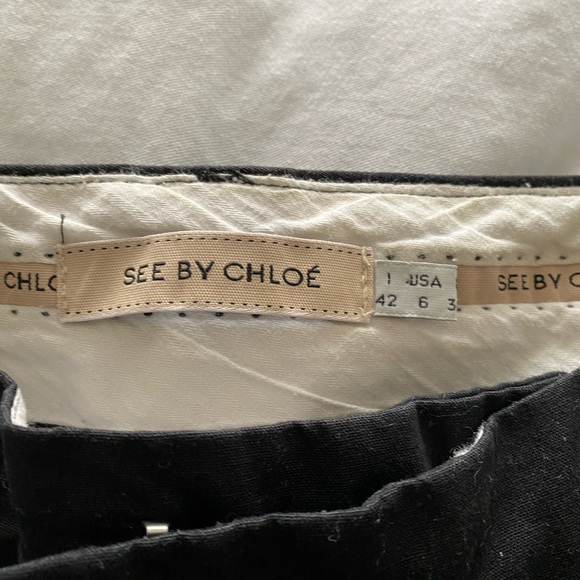 CHLO
SEE BY CHLOÉ
I USA
42 6 3
SEE BY C